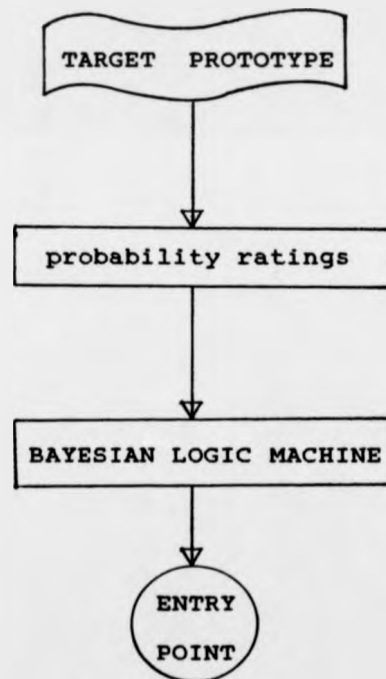 TARGET PROTOTYPE
probability ratings
BAYESIAN LOGIC MACHINE
ENTRY
POINT